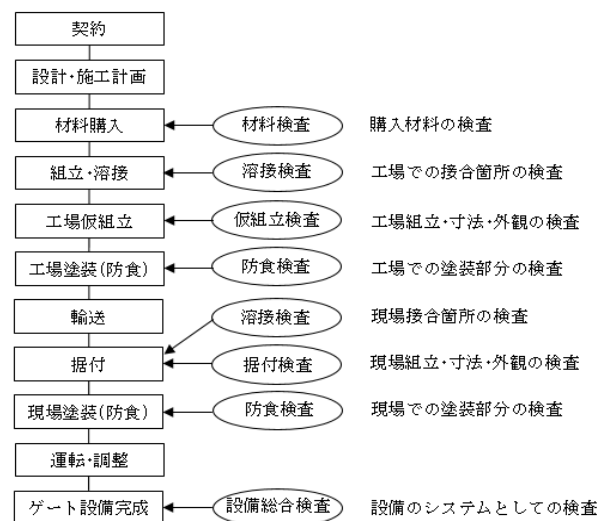 契約
設計・施工計画
材料購入 材料検査 購入材料の検査
組立・溶接 溶接検査 工場での接合箇所の検査
工場仮組立 仮組立検査 工場組立・寸法・外観の検査
工場塗装(防食) 防食検査 工場での塗装部分の検査
輸送 溶接検査 現場接合箇所の検査
据付 据付検査 現場組立・寸法・外観の検査
現場塗装(防食) 防食検査 現場での塗装部分の検査
運転・調整
ゲート設備完成 設備総合検査 設備のシステムとしての検査